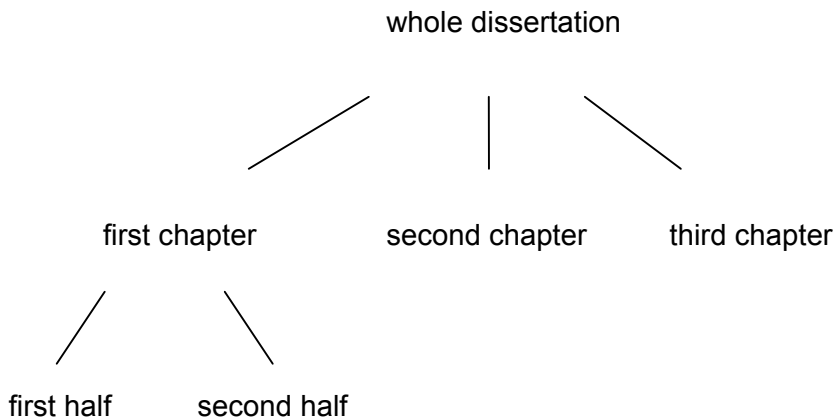 whole dissertation
first chapter second chapter third chapter
first half second half